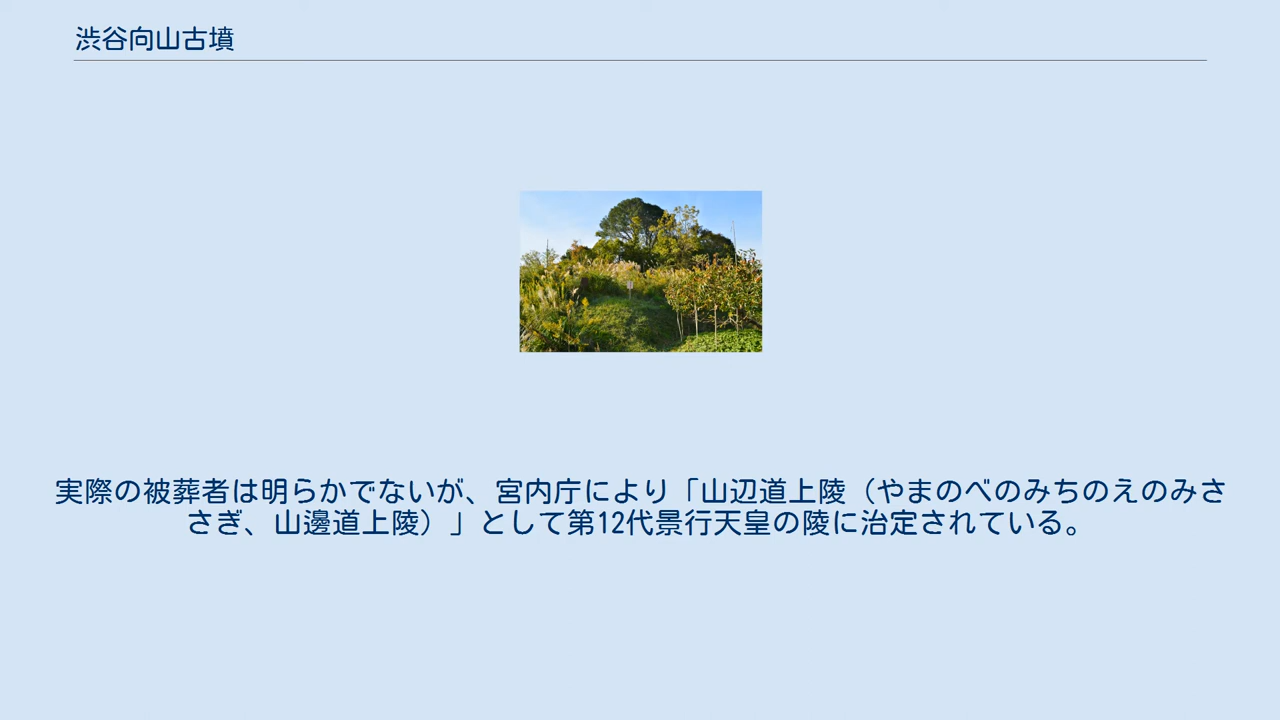 渋谷向山古墳
実際の被葬者は明らかでないが、宮内庁により「山辺道上陵（やまのべのみちのえのみさ
さぎ、山邊道上陵）」として第12代景行天皇の陵に治定されている。